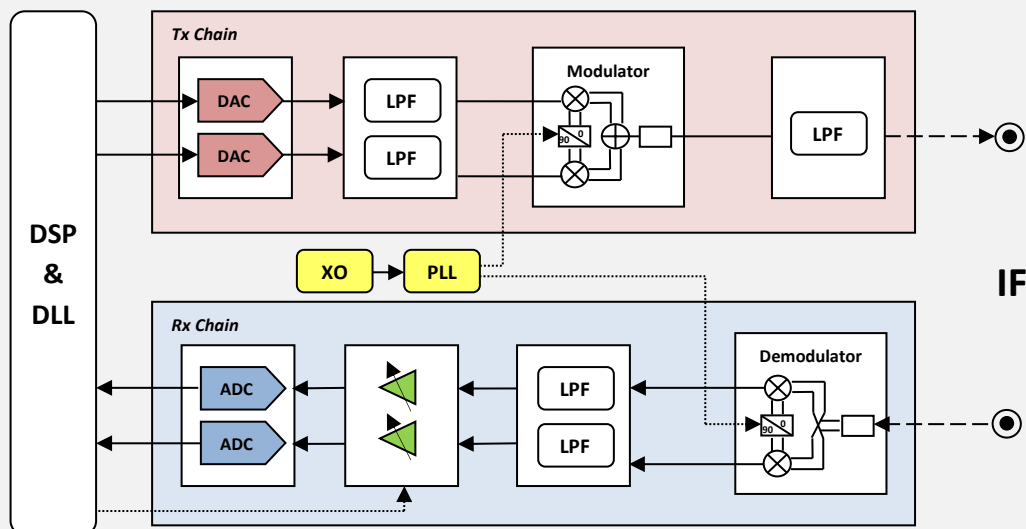 Tx Chain
DAC
DAC
LPF
LPF
Modulator
0
90
LPF
DSP
&
DLL
XO
PLL
IF
Rx Chain
ADC
ADC
LPF
LPF
Demodulator
0
90